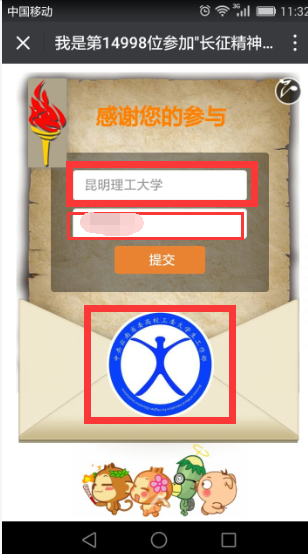 中国移动 11:32
我是第14998位参加"长征精神...
感谢您的参与
昆明理工大学
提交